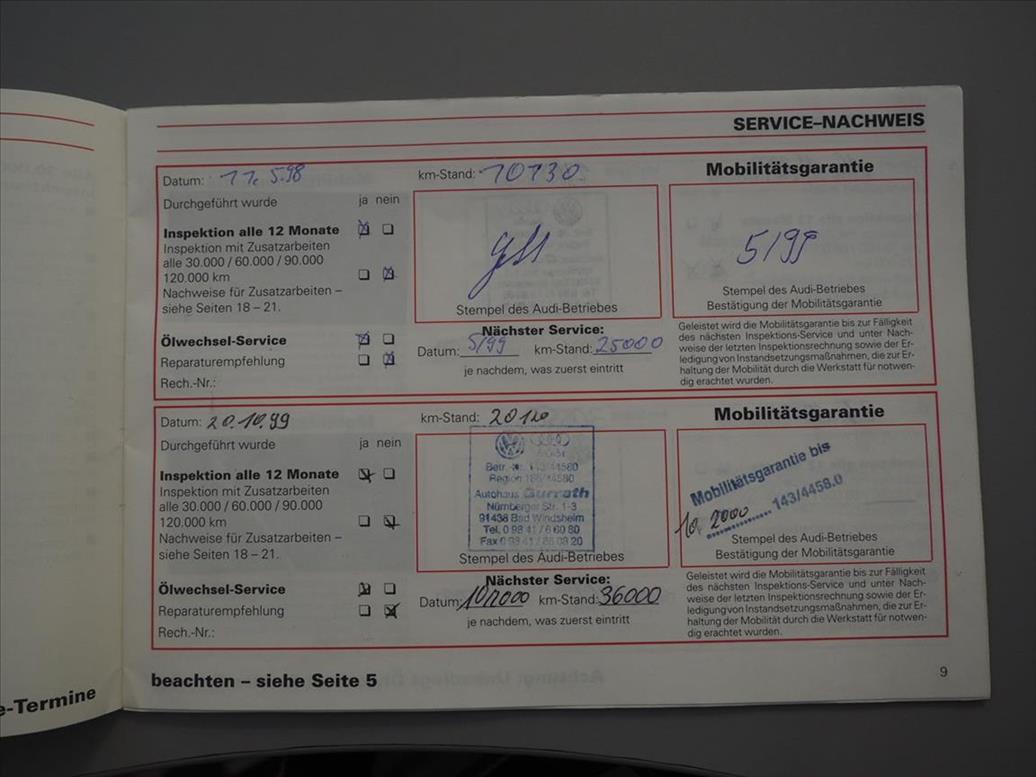 SERVICE–NACHWEIS
Datum: 11. 5.98
km-Stand: 10130
Mobilitätsgarantie
Durchgeführt wurde
ja nein
Inspektion alle 12 Monate
Inspektion mit Zusatzarbeiten
alle 30.000 / 60.000 / 90.000
120.000 km
Nachweise für Zusatzarbeiten –
siehe Seiten 18 – 21.
Stempel des Audi-Betriebes
5/99
Stempel des Audi-Betriebes
Bestätigung der Mobilitätsgarantie
Ölwechsel-Service
Reparaturempfehlung
Rech.-Nr.:
Nächster Service:
Datum: 5/99 km-Stand: 25000
je nachdem, was zuerst eintritt
Geleistet wird die Mobilitätsgarantie bis zur Fälligkeit
des nächsten Inspektions-Service und unter Nach-
weise der letzten Inspektionsrechnung sowie der Er-
ledigung von Instandsetzungsmaßnahmen, die zur Er-
haltung der Mobilität durch die Werkstatt für notwen-
dig erachtet wurden.
Datum: 20.10.99
km-Stand: 20120
Mobilitätsgarantie
Durchgeführt wurde
ja nein
Inspektion alle 12 Monate
Inspektion mit Zusatzarbeiten
alle 30.000 / 60.000 / 90.000
120.000 km
Nachweise für Zusatzarbeiten –
siehe Seiten 18 – 21.
Autohaus Gurrath
Nürnberger Str. 1-3
91438 Bad Windsheim
Tel. 0 98 41 / 6 60 80
Stempel des Audi-Betriebes
Mobilitätsgarantie bis
10. 2000 143/4458.0
Stempel des Audi-Betriebes
Bestätigung der Mobilitätsgarantie
Ölwechsel-Service
Reparaturempfehlung
Rech.-Nr.:
Nächster Service:
Datum: 10/2000 km-Stand: 36000
je nachdem, was zuerst eintritt
Geleistet wird die Mobilitätsgarantie bis zur Fälligkeit
des nächsten Inspektions-Service und unter Nach-
weise der letzten Inspektionsrechnung sowie der Er-
ledigung von Instandsetzungsmaßnahmen, die zur Er-
haltung der Mobilität durch die Werkstatt für notwen-
dig erachtet wurden.
e-Termine
beachten – siehe Seite 5
9